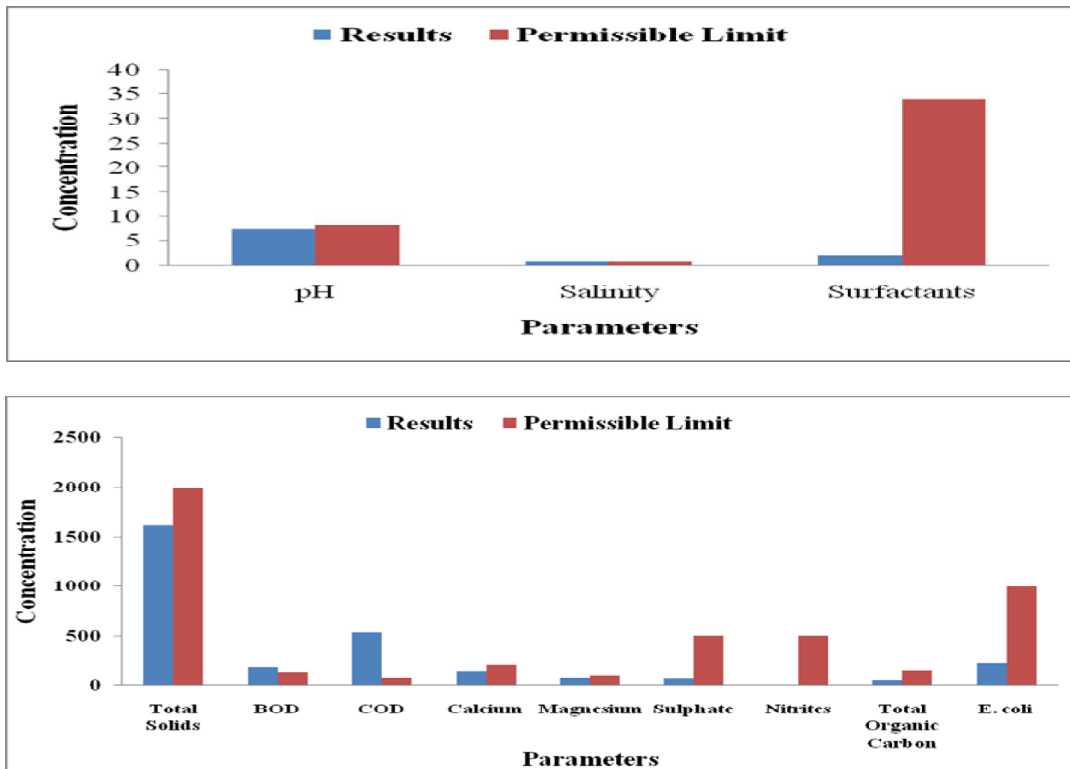 Results Permissible Limit
40
35
30
25
20
15
10
5
0
Concentration
pH Salinity Surfactants
Parameters
Results Permissible Limit
2500
2000
1500
1000
500
0
Concentration
Total Solids BOD COD Calcium Magnesium Sulphate Nitrites Total Organic Carbon E. coli
Parameters